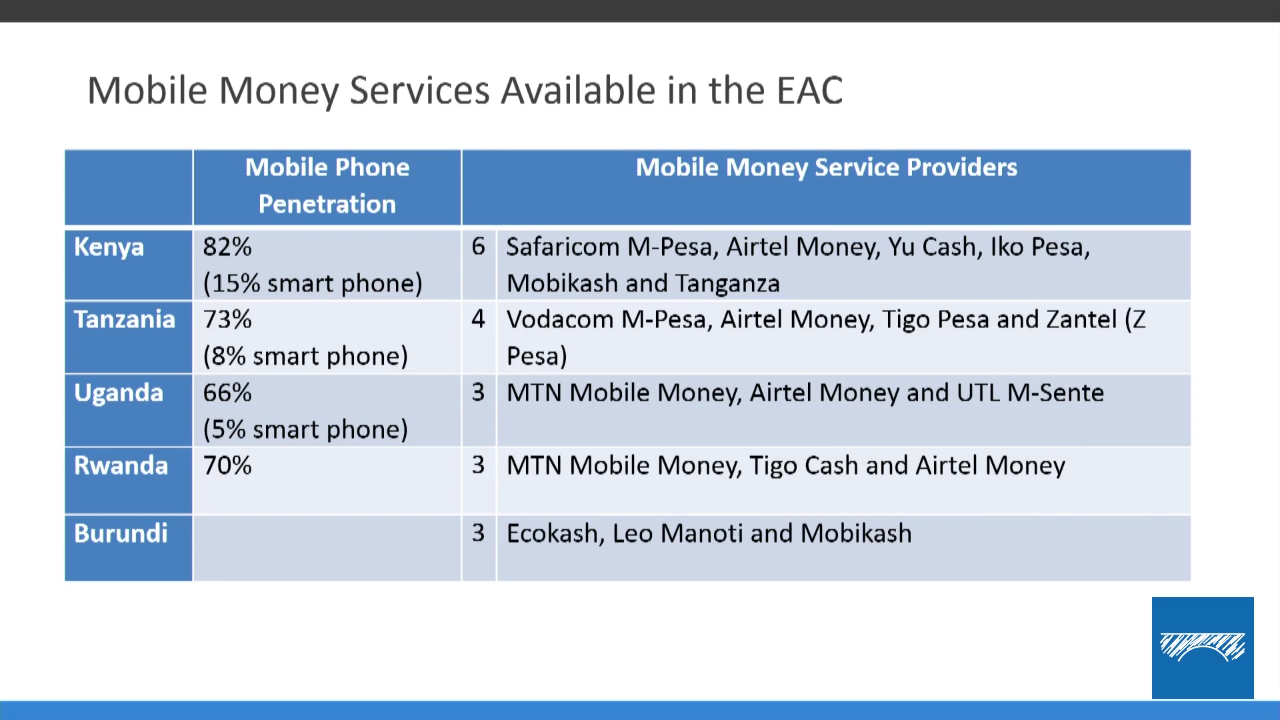 Mobile Money Services Available in the EAC
Mobile Phone
Penetration
Mobile Money Service Providers
Kenya
82%
(15% smart phone)
6
Safaricom M-Pesa, Airtel Money, Yu Cash, Iko Pesa,
Mobikash and Tanganza
Tanzania
73%
(8% smart phone)
4
Vodacom M-Pesa, Airtel Money, Tigo Pesa and Zantel (Z
Pesa)
Uganda
66%
(5% smart phone)
3
MTN Mobile Money, Airtel Money and UTL M-Sente
Rwanda
70%
3
MTN Mobile Money, Tigo Cash and Airtel Money
Burundi
3
Ecokash, Leo Manoti and Mobikash